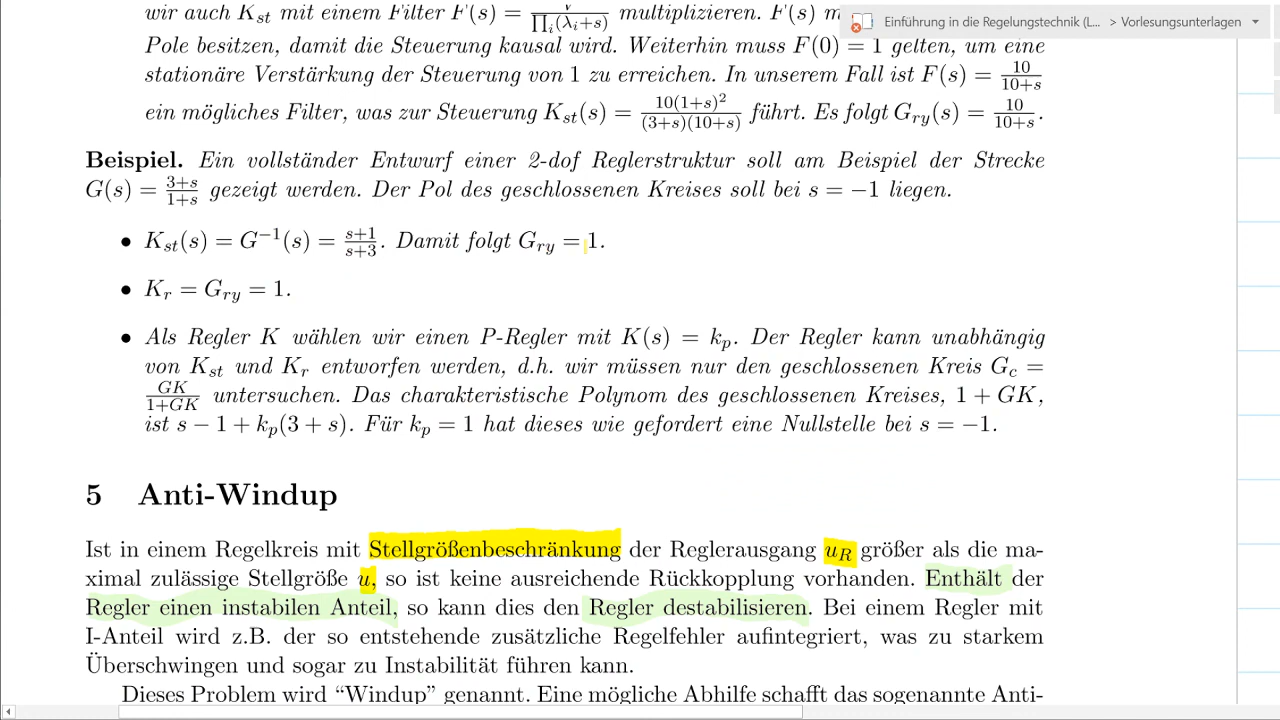 wir auch K_st mit einem Filter F(s) = / ∏_i(λ_i+s) multiplizieren. F(s) m
Einführung in die Regelungstechnik (L... > Vorlesungsunterlagen
Pole besitzen, damit die Steuerung kausal wird. Weiterhin muss F(0) = 1 gelten, um eine
stationäre Verstärkung der Steuerung von 1 zu erreichen. In unserem Fall ist F(s) = 10/(10+s)
ein mögliches Filter, was zur Steuerung K_st(s) = 10(1+s)^2/((3+s)(10+s)) führt. Es folgt G_ry(s) = 10/(10+s).
Beispiel. Ein vollständer Entwurf einer 2-dof Reglerstruktur soll am Beispiel der Strecke
G(s) = (3+s)/(1+s) gezeigt werden. Der Pol des geschlossenen Kreises soll bei s = −1 liegen.
• K_st(s) = G^−1(s) = (s+1)/(s+3). Damit folgt G_ry = 1.
• K_r = G_ry = 1.
• Als Regler K wählen wir einen P-Regler mit K(s) = k_p. Der Regler kann unabhängig
von K_st und K_r entworfen werden, d.h. wir müssen nur den geschlossenen Kreis G_c =
GK/(1+GK) untersuchen. Das charakteristische Polynom des geschlossenen Kreises, 1 + GK,
ist s − 1 + k_p(3 + s). Für k_p = 1 hat dieses wie gefordert eine Nullstelle bei s = −1.
5 Anti-Windup
Ist in einem Regelkreis mit Stellgrößenbeschränkung der Reglerausgang u_R größer als die ma-
ximal zulässige Stellgröße u, so ist keine ausreichende Rückkopplung vorhanden. Enthält der
Regler einen instabilen Anteil, so kann dies den Regler destabilisieren. Bei einem Regler mit
I-Anteil wird z.B. der so entstehende zusätzliche Regelfehler aufintegriert, was zu starkem
Überschwingen und sogar zu Instabilität führen kann.
Dieses Problem wird “Windup” genannt. Eine mögliche Abhilfe schafft das sogenannte Anti-